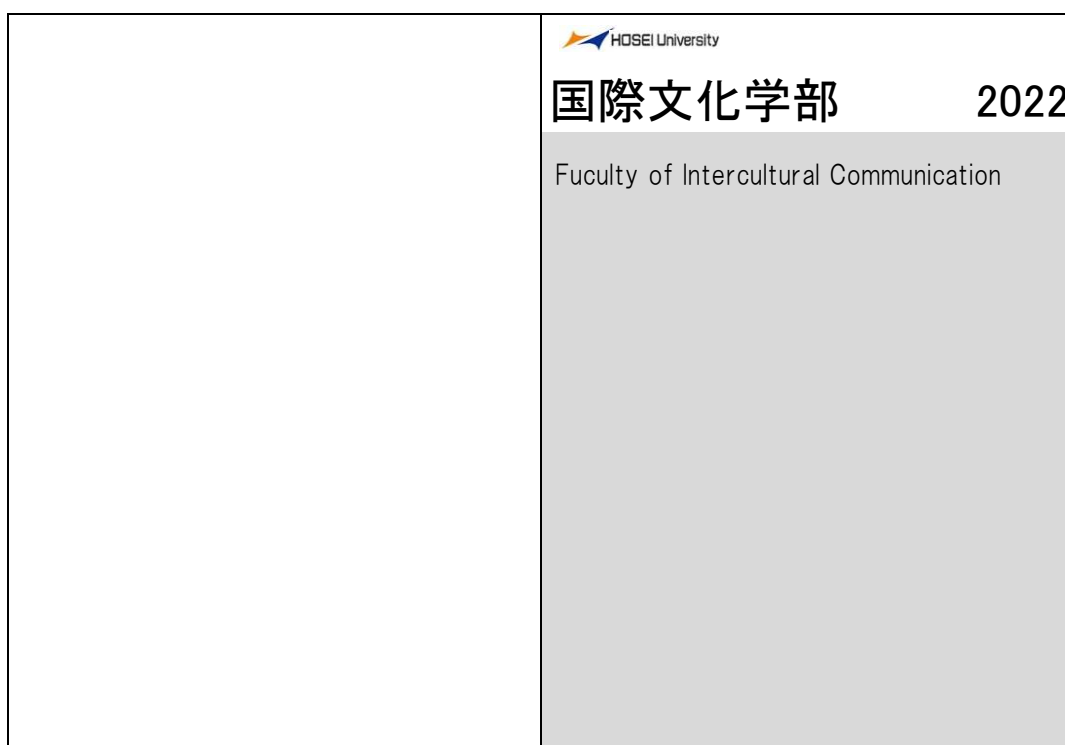 HOSEI University
国際文化学部 2022
Fuculty of Intercultural Communication